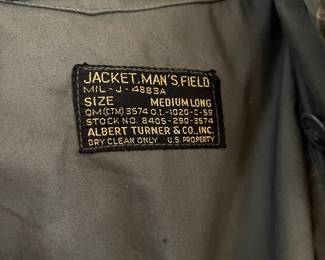 JACKET, MAN'S, FIELD
MIL-J-4883A
SIZE MEDIUM LONG
QM (CTM) 3574 O.I.-1020-C-59
STOCK NO. 8405-290-3574
ALBERT TURNER & CO., INC.
DRY CLEAN ONLY U.S. PROPERTY